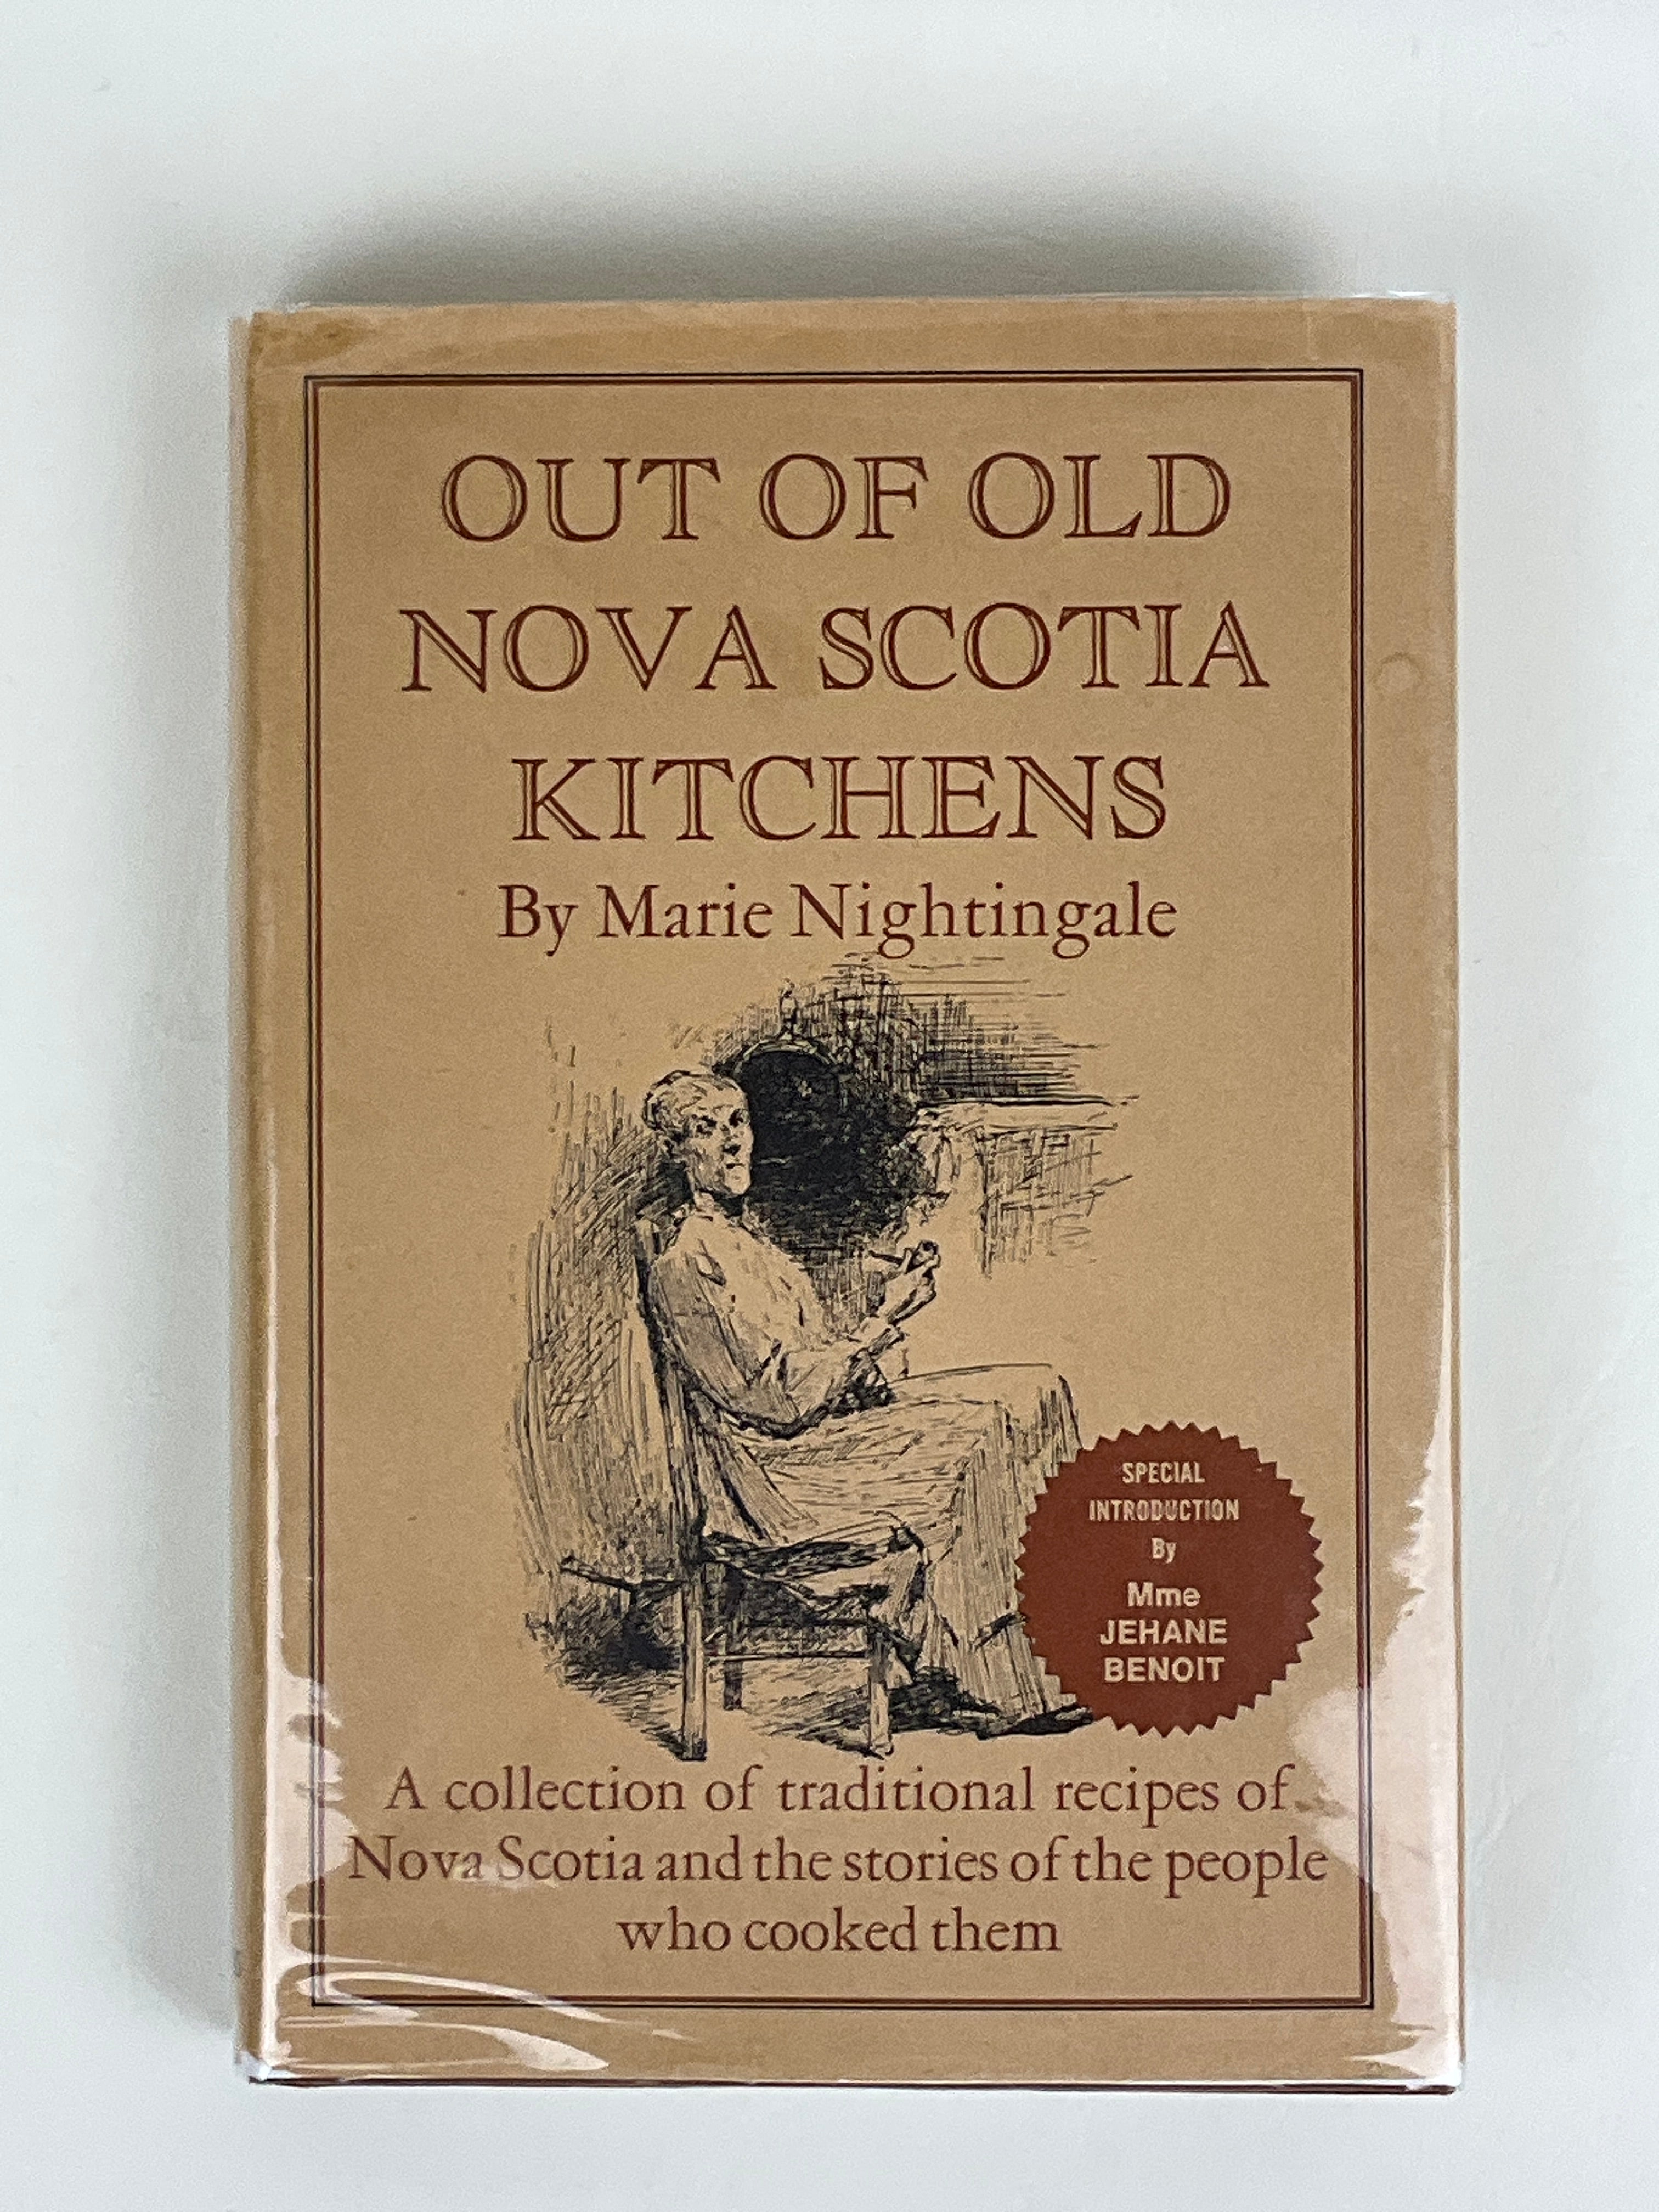 OUT OF OLD
NOVA SCOTIA
KITCHENS
By Marie Nightingale
SPECIAL
INTRODUCTION
By
Mme
JEHANE
BENOIT
A collection of traditional recipes of
Nova Scotia and the stories of the people
who cooked them